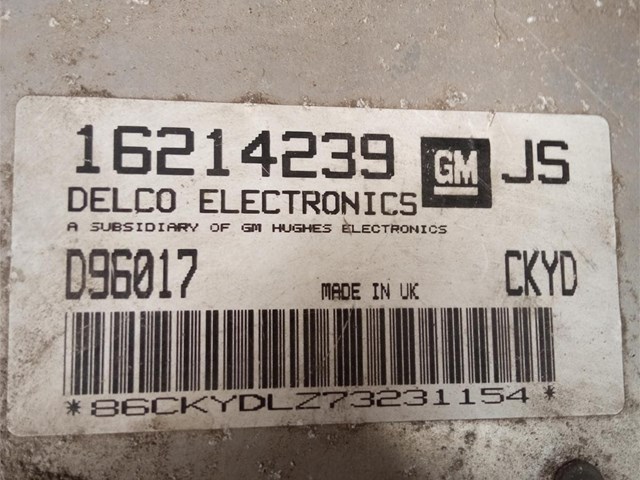 16214239 GM JS
DELCO ELECTRONICS
A SUBSIDIARY OF GM HUGHES ELECTRONICS
D96017 MADE IN UK CKYD
*86CKYDLZ73231154*